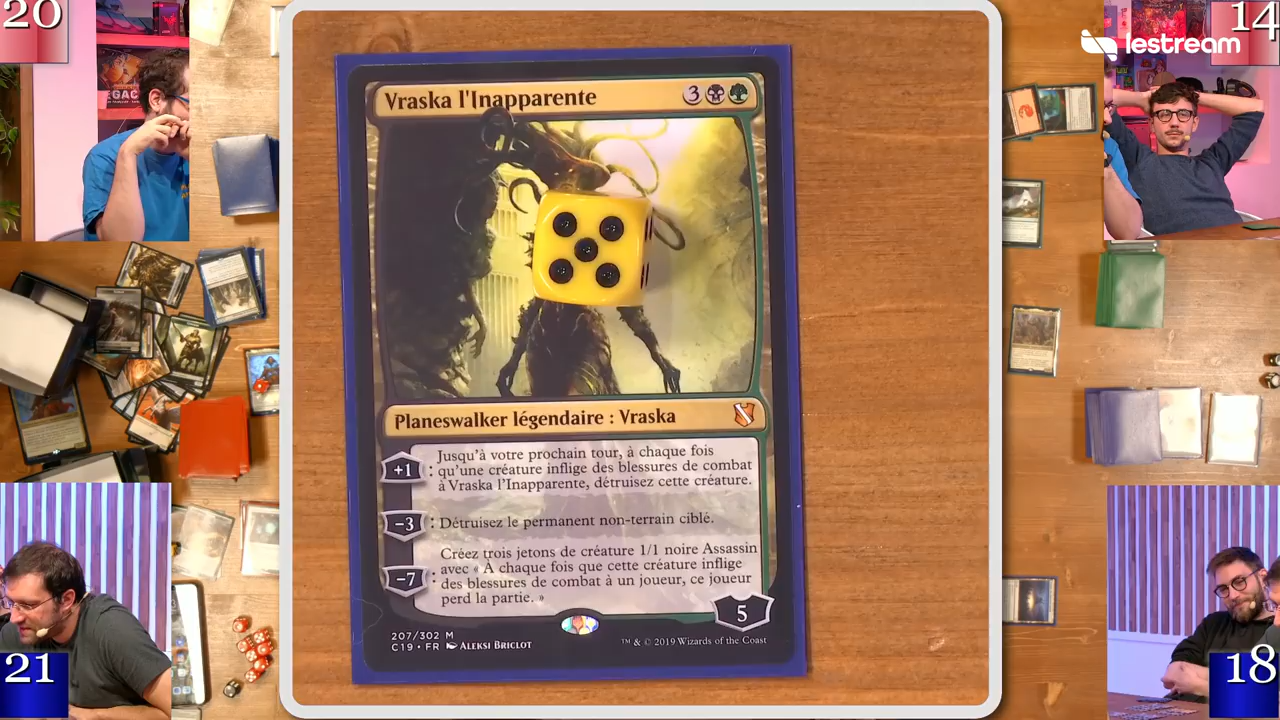 20
14
lestream
Vraska l'Inapparente
3
Planeswalker légendaire : Vraska
+1 : Jusqu'à votre prochain tour, à chaque fois
qu'une créature inflige des blessures de combat
à Vraska l'Inapparente, détruisez cette créature.
−3 : Détruisez le permanent non-terrain ciblé.
−7 : Créez trois jetons de créature 1/1 noire Assassin
avec « À chaque fois que cette créature inflige
des blessures de combat à un joueur, ce joueur
perd la partie. »
5
207/302 M
C19 • FR ALEKSI BRICLOT
™ & © 2019 Wizards of the Coast
21
18